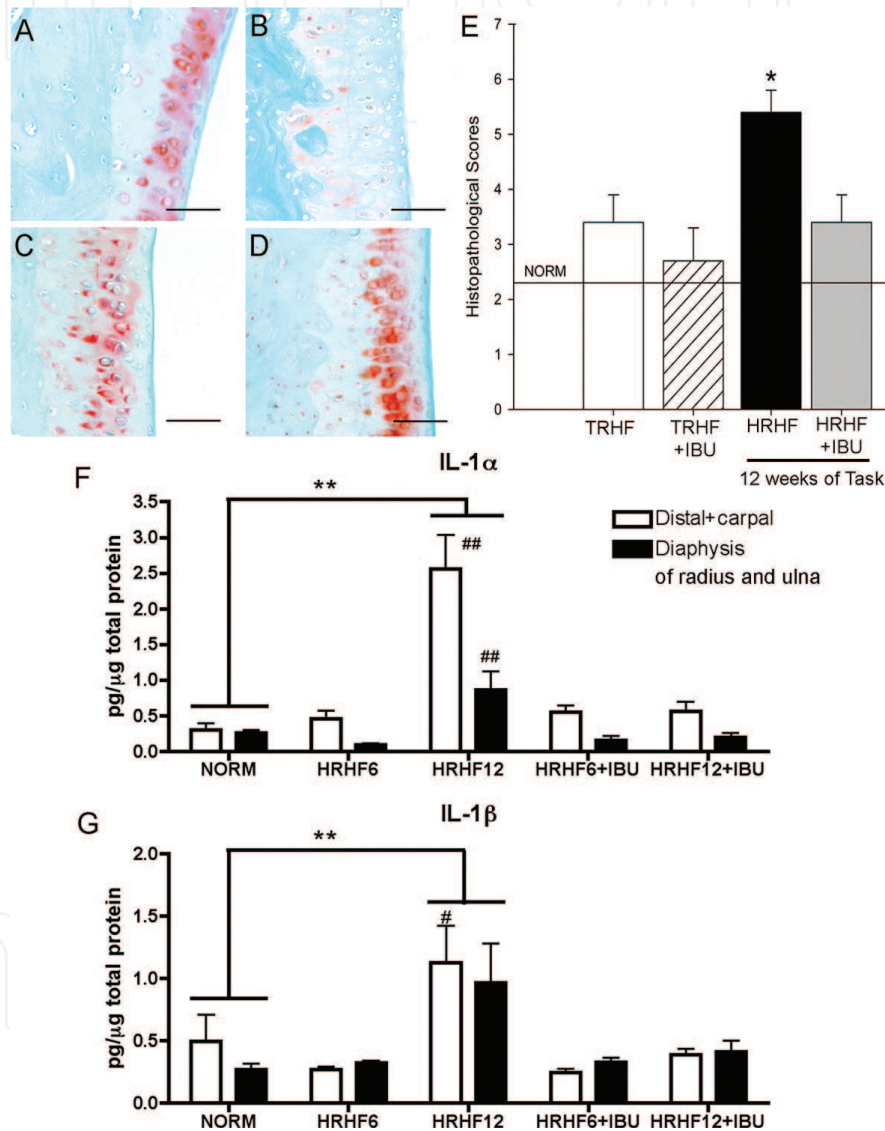 A
B
C
D
E
Histopathological Scores
7
6
5
4
3
2
1
0
NORM
*
TRHF
TRHF
+IBU
HRHF
HRHF
+IBU
12 weeks of Task
F
IL-1α
pg/μg total protein
3.5
3.0
2.5
2.0
1.5
1.0
0.5
0.0
**
##
##
Distal+carpal
Diaphysis
of radius and ulna
NORM
HRHF6
HRHF12
HRHF6+IBU
HRHF12+IBU
G
IL-1β
pg/μg total protein
2.0
1.5
1.0
0.5
0.0
**
#
NORM
HRHF6
HRHF12
HRHF6+IBU
HRHF12+IBU